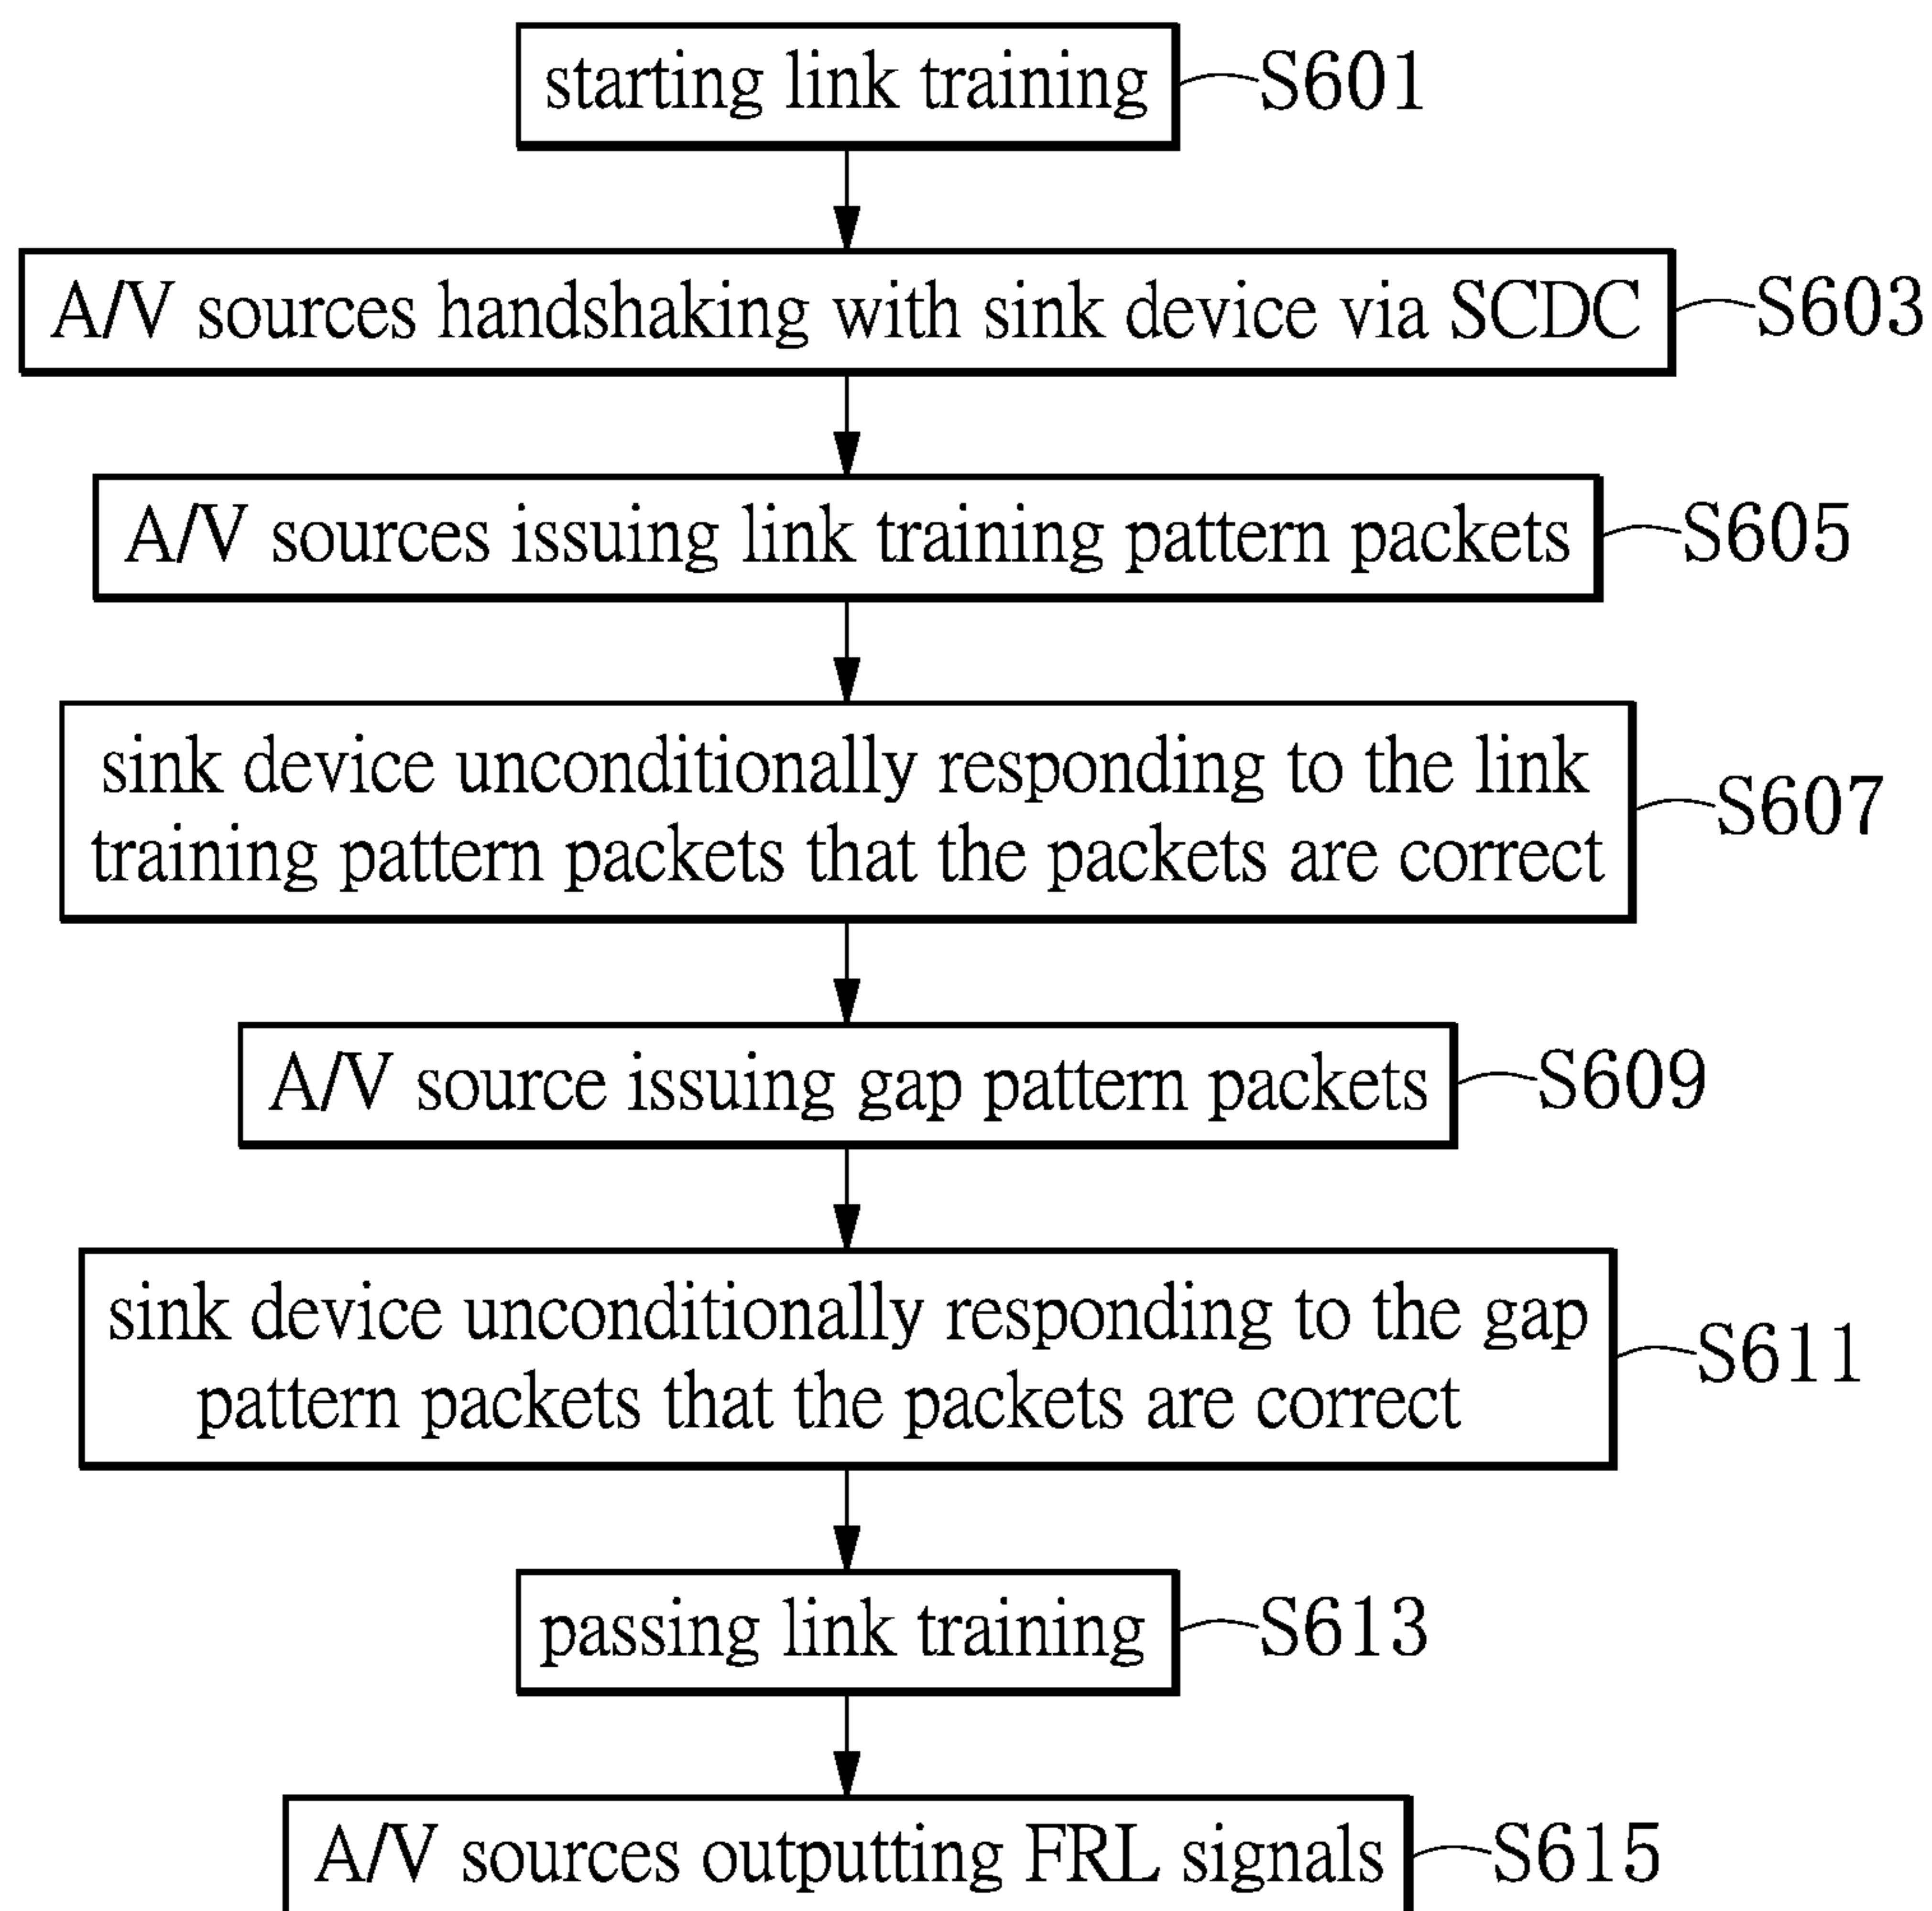 starting link training S601
A/V sources handshaking with sink device via SCDC S603
A/V sources issuing link training pattern packets S605
sink device unconditionally responding to the link
training pattern packets that the packets are correct S607
A/V source issuing gap pattern packets S609
sink device unconditionally responding to the gap
pattern packets that the packets are correct S611
passing link training S613
A/V sources outputting FRL signals S615